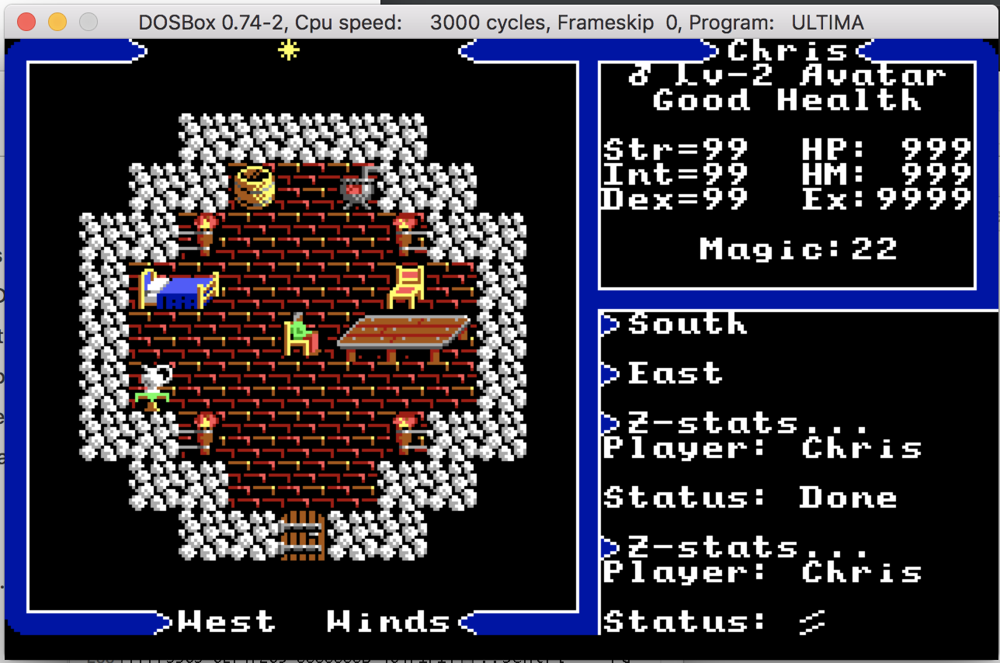 DOSBox 0.74-2, Cpu speed: 3000 cycles, Frameskip 0, Program: ULTIMA
Chris
♂ Lv-2 Avatar
Good Health
Str=99 HP: 999
Int=99 HM: 999
Dex=99 Ex:9999
Magic:22
South
East
Z-stats...
Player: Chris
Status: Done
Z-stats...
Player: Chris
Status:
West Winds